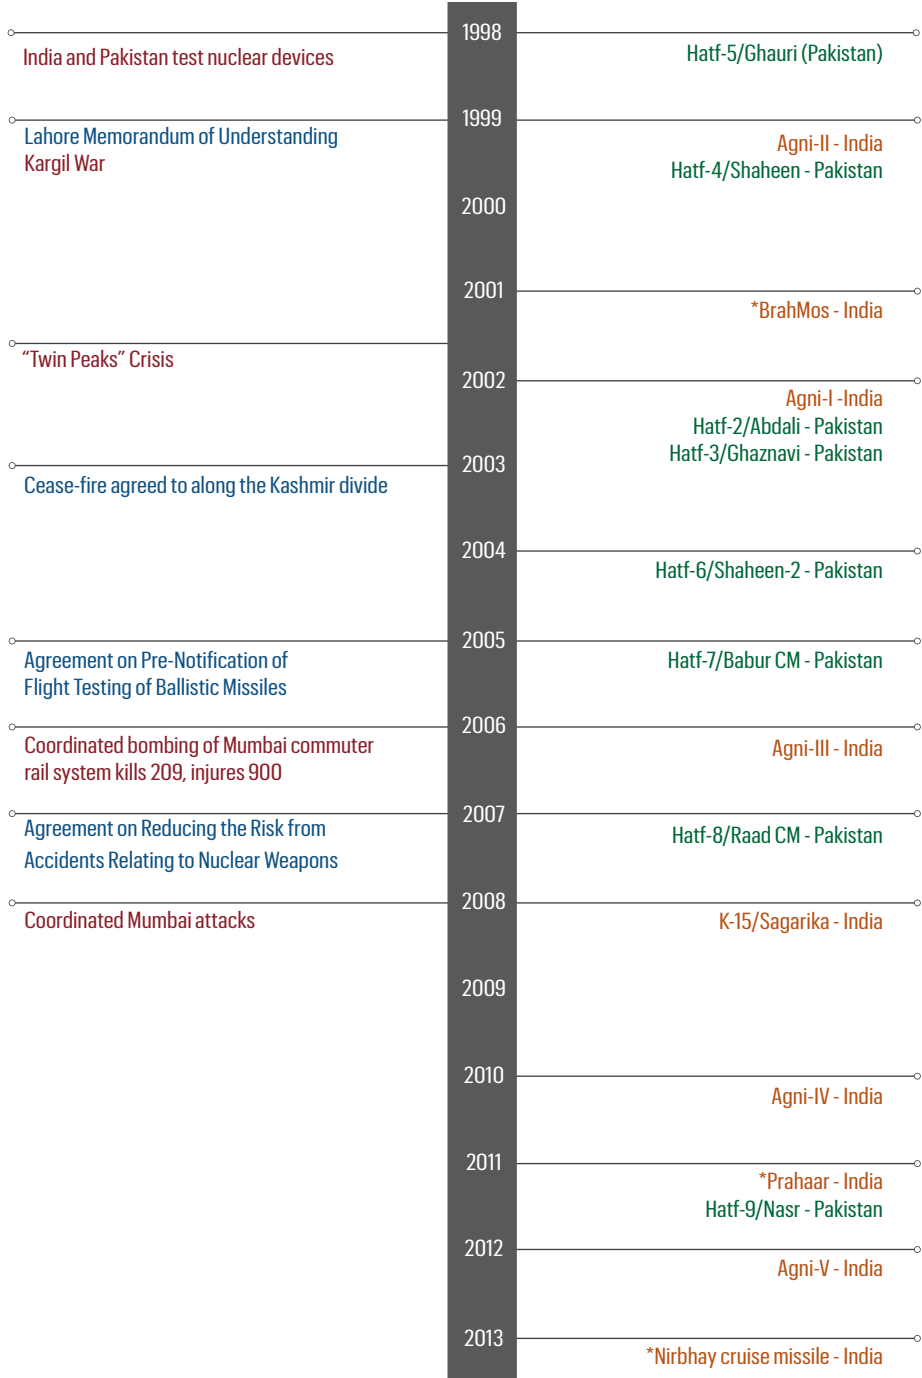 1998
India and Pakistan test nuclear devices
Hatf-5/Ghauri (Pakistan)
1999
Lahore Memorandum of Understanding
Kargil War
Agni-II - India
Hatf-4/Shaheen - Pakistan
2000
2001
*BrahMos - India
“Twin Peaks” Crisis
2002
Agni-I -India
Hatf-2/Abdali - Pakistan
Hatf-3/Ghaznavi - Pakistan
2003
Cease-fire agreed to along the Kashmir divide
2004
Hatf-6/Shaheen-2 - Pakistan
2005
Agreement on Pre-Notification of
Flight Testing of Ballistic Missiles
Hatf-7/Babur CM - Pakistan
2006
Coordinated bombing of Mumbai commuter
rail system kills 209, injures 900
Agni-III - India
2007
Agreement on Reducing the Risk from
Accidents Relating to Nuclear Weapons
Hatf-8/Raad CM - Pakistan
2008
Coordinated Mumbai attacks
K-15/Sagarika - India
2009
2010
Agni-IV - India
2011
*Prahaar - India
Hatf-9/Nasr - Pakistan
2012
Agni-V - India
2013
*Nirbhay cruise missile - India